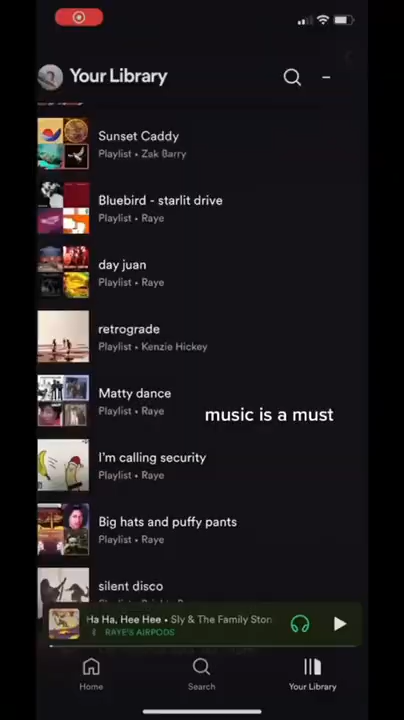 Your Library
Sunset Caddy
Playlist • Zak Barry
Bluebird - starlit drive
Playlist • Raye
day juan
Playlist • Raye
retrograde
Playlist • Kenzie Hickey
Matty dance
Playlist • Raye
music is a must
I'm calling security
Playlist • Raye
Big hats and puffy pants
Playlist • Raye
silent disco
Ha Ha, Hee Hee • Sly & The Family Ston
RAYE'S AIRPODS
Home
Search
Your Library